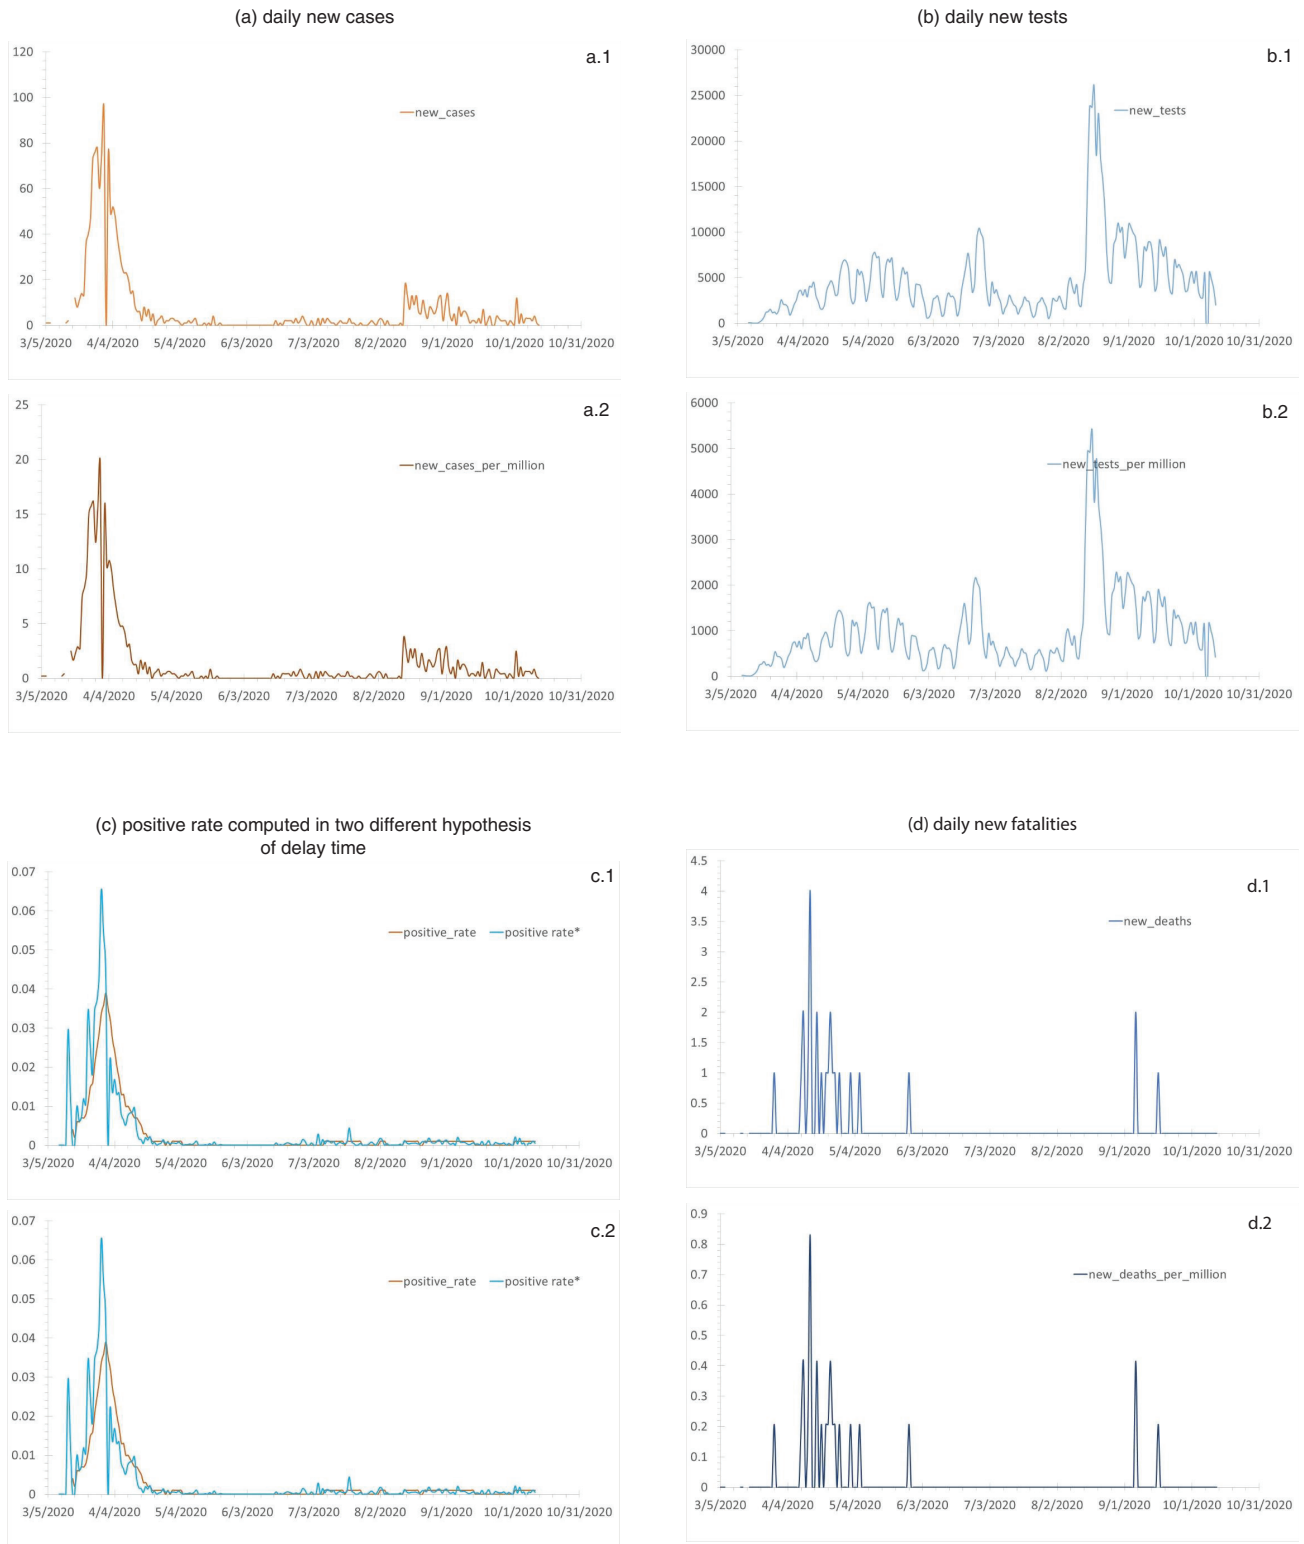 (a) daily new cases
a.1
120
100
80
60
40
20
0
new_cases
3/5/2020 4/4/2020 5/4/2020 6/3/2020 7/3/2020 8/2/2020 9/1/2020 10/1/2020 10/31/2020
a.2
25
20
15
10
5
0
new_cases_per_million
3/5/2020 4/4/2020 5/4/2020 6/3/2020 7/3/2020 8/2/2020 9/1/2020 10/1/2020 10/31/2020
(b) daily new tests
b.1
30000
25000
20000
15000
10000
5000
0
new_tests
3/5/2020 4/4/2020 5/4/2020 6/3/2020 7/3/2020 8/2/2020 9/1/2020 10/1/2020 10/31/2020
b.2
6000
5000
4000
3000
2000
1000
0
new_tests_per million
3/5/2020 4/4/2020 5/4/2020 6/3/2020 7/3/2020 8/2/2020 9/1/2020 10/1/2020 10/31/2020
(c) positive rate computed in two different hypothesis
of delay time
c.1
0.07
0.06
0.05
0.04
0.03
0.02
0.01
0
positive_rate positive rate*
3/5/2020 4/4/2020 5/4/2020 6/3/2020 7/3/2020 8/2/2020 9/1/2020 10/1/2020 10/31/2020
c.2
0.07
0.06
0.05
0.04
0.03
0.02
0.01
0
positive_rate positive rate*
3/5/2020 4/4/2020 5/4/2020 6/3/2020 7/3/2020 8/2/2020 9/1/2020 10/1/2020 10/31/2020
(d) daily new fatalities
d.1
4.5
4
3.5
3
2.5
2
1.5
1
0.5
0
new_deaths
3/5/2020 4/4/2020 5/4/2020 6/3/2020 7/3/2020 8/2/2020 9/1/2020 10/1/2020 10/31/2020
d.2
0.9
0.8
0.7
0.6
0.5
0.4
0.3
0.2
0.1
0
new_deaths_per_million
3/5/2020 4/4/2020 5/4/2020 6/3/2020 7/3/2020 8/2/2020 9/1/2020 10/1/2020 10/31/2020